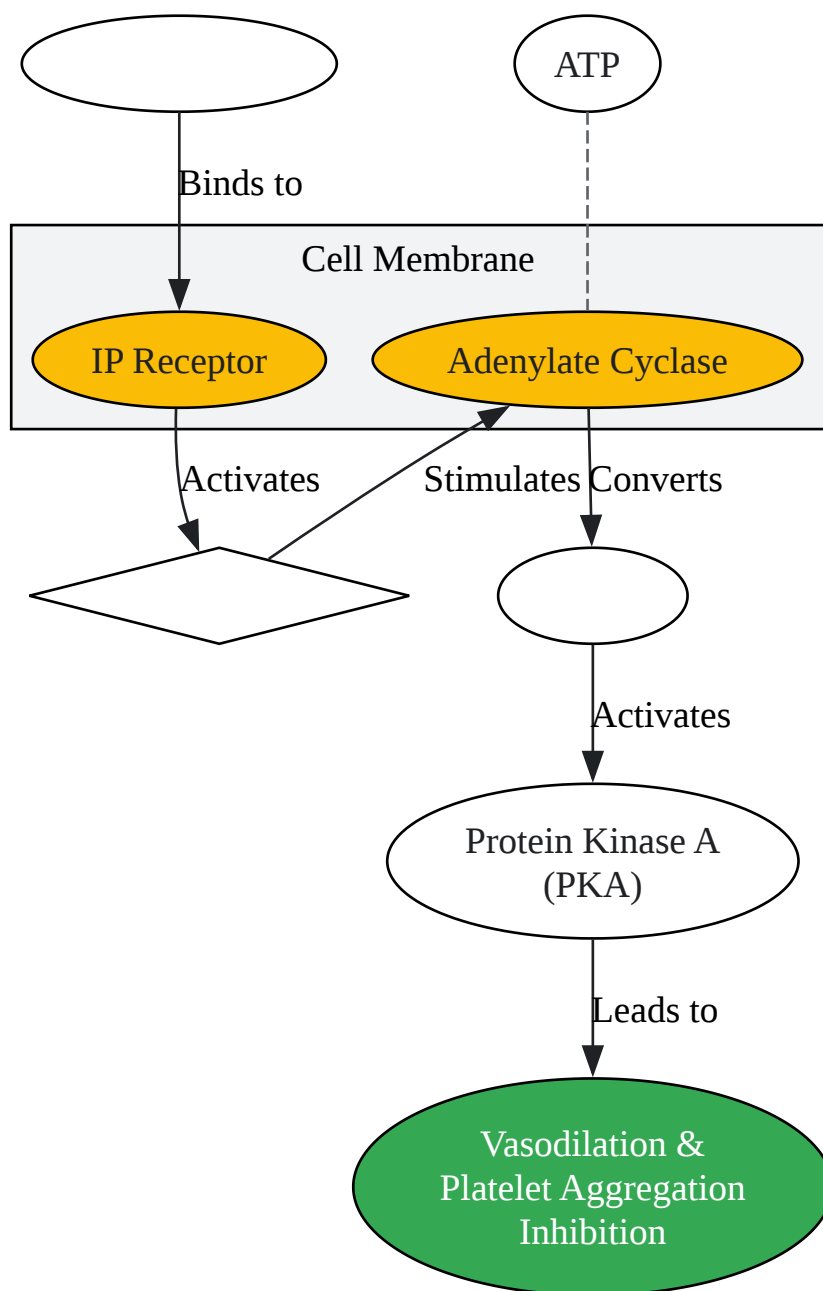 ATP
Binds to
Cell Membrane
IP Receptor
Adenylate Cyclase
Activates
Stimulates
Converts
Activates
Protein Kinase A
(PKA)
Leads to
Vasodilation &
Platelet Aggregation
Inhibition